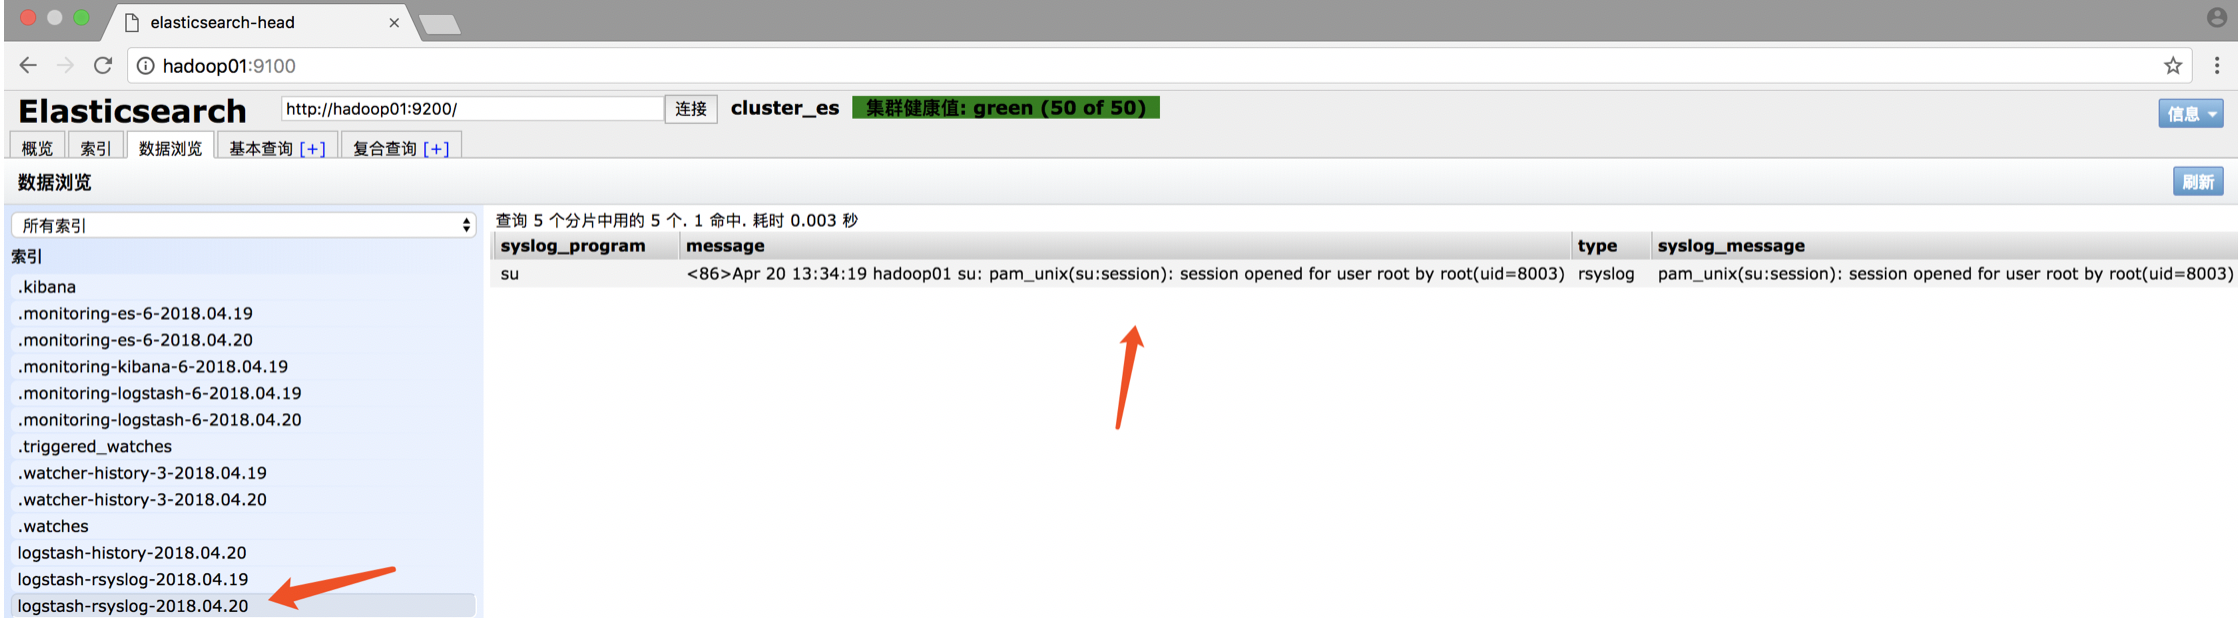 elasticsearch-head
hadoop01:9100
Elasticsearch http://hadoop01:9200/ 连接 cluster_es 集群健康值: green (50 of 50) 信息
概览 索引 数据浏览 基本查询 [+] 复合查询 [+]
数据浏览 刷新
所有索引
索引
.kibana
.monitoring-es-6-2018.04.19
.monitoring-es-6-2018.04.20
.monitoring-kibana-6-2018.04.19
.monitoring-logstash-6-2018.04.19
.monitoring-logstash-6-2018.04.20
.triggered_watches
.watcher-history-3-2018.04.19
.watcher-history-3-2018.04.20
.watches
logstash-history-2018.04.20
logstash-rsyslog-2018.04.19
logstash-rsyslog-2018.04.20
查询 5 个分片中用的 5 个. 1 命中. 耗时 0.003 秒
syslog_program message type syslog_message
su <86>Apr 20 13:34:19 hadoop01 su: pam_unix(su:session): session opened for user root by root(uid=8003) rsyslog pam_unix(su:session): session opened for user root by root(uid=8003)